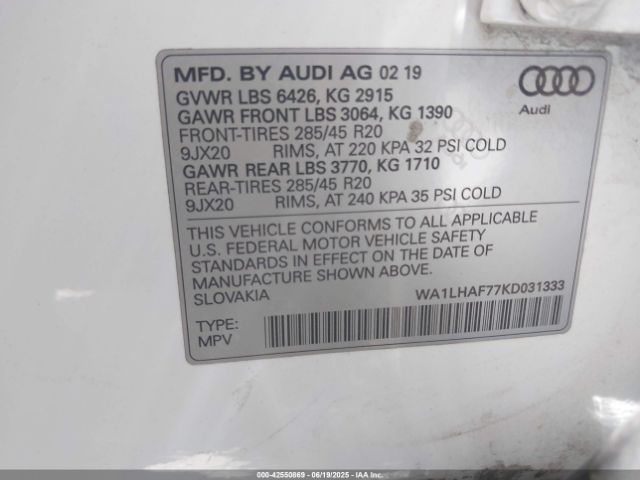 MFD. BY AUDI AG 02 19
GVWR LBS 6426, KG 2915
GAWR FRONT LBS 3064, KG 1390
FRONT-TIRES 285/45 R20
9JX20 RIMS, AT 220 KPA 32 PSI COLD
GAWR REAR LBS 3770, KG 1710
REAR-TIRES 285/45 R20
9JX20 RIMS, AT 240 KPA 35 PSI COLD
Audi
THIS VEHICLE CONFORMS TO ALL APPLICABLE
U.S. FEDERAL MOTOR VEHICLE SAFETY
STANDARDS IN EFFECT ON THE DATE OF
MANUFACTURE SHOWN ABOVE.
SLOVAKIA
WA1LHAF77KD031333
TYPE:
MPV
000-42550869 - 06/19/2025 - IAA